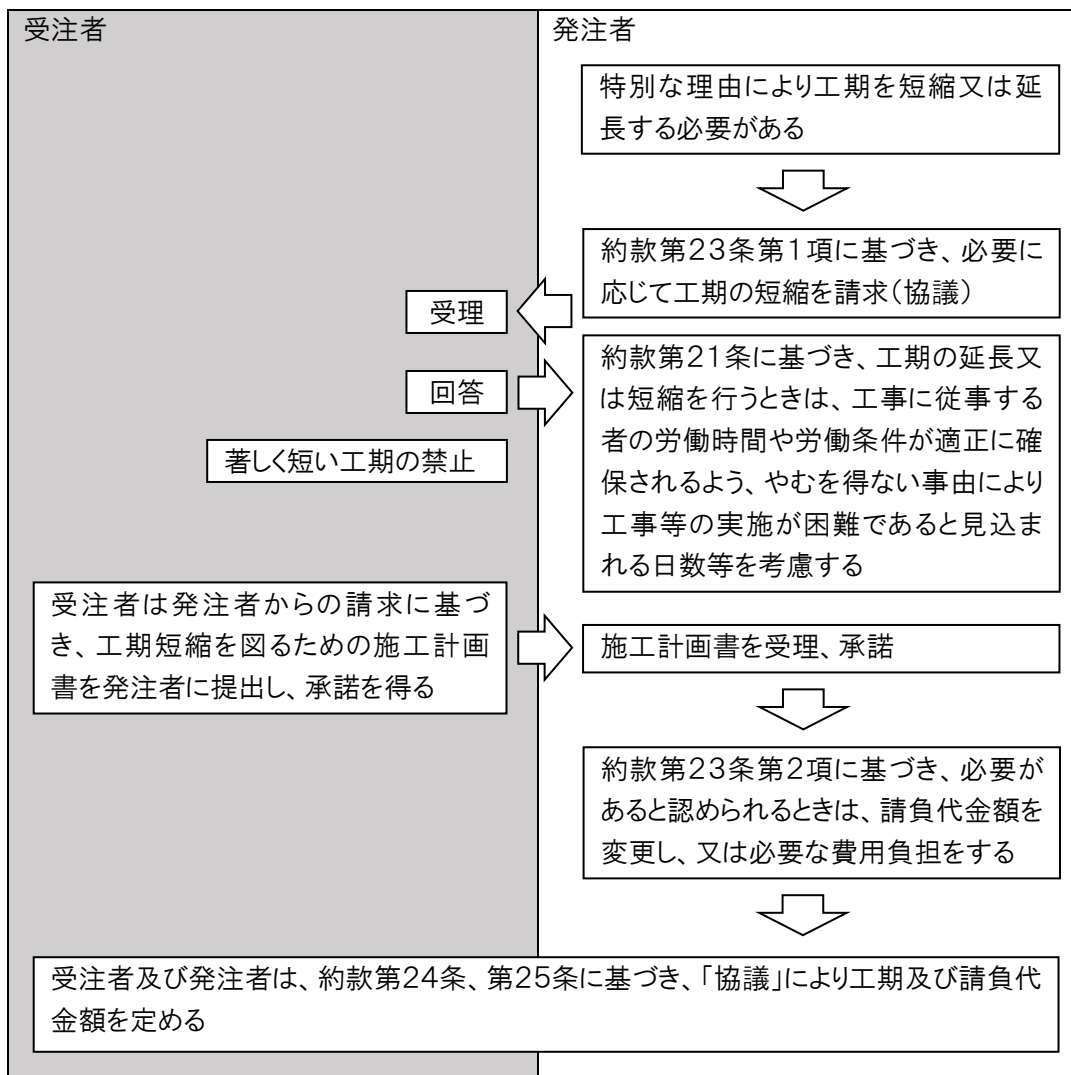 受注者
発注者
特別な理由により工期を短縮又は延
長する必要がある
約款第23条第1項に基づき、必要に
応じて工期の短縮を請求(協議)
受理
回答
著しく短い工期の禁止
約款第21条に基づき、工期の延長又
は短縮を行うときは、工事に従事する
者の労働時間や労働条件が適正に確
保されるよう、やむを得ない事由により
工事等の実施が困難であると見込ま
れる日数等を考慮する
受注者は発注者からの請求に基づ
き、工期短縮を図るための施工計画
書を発注者に提出し、承諾を得る
施工計画書を受理、承諾
約款第23条第2項に基づき、必要が
あると認められるときは、請負代金額を
変更し、又は必要な費用負担をする
受注者及び発注者は、約款第24条、第25条に基づき、「協議」により工期及び請負代
金額を定める